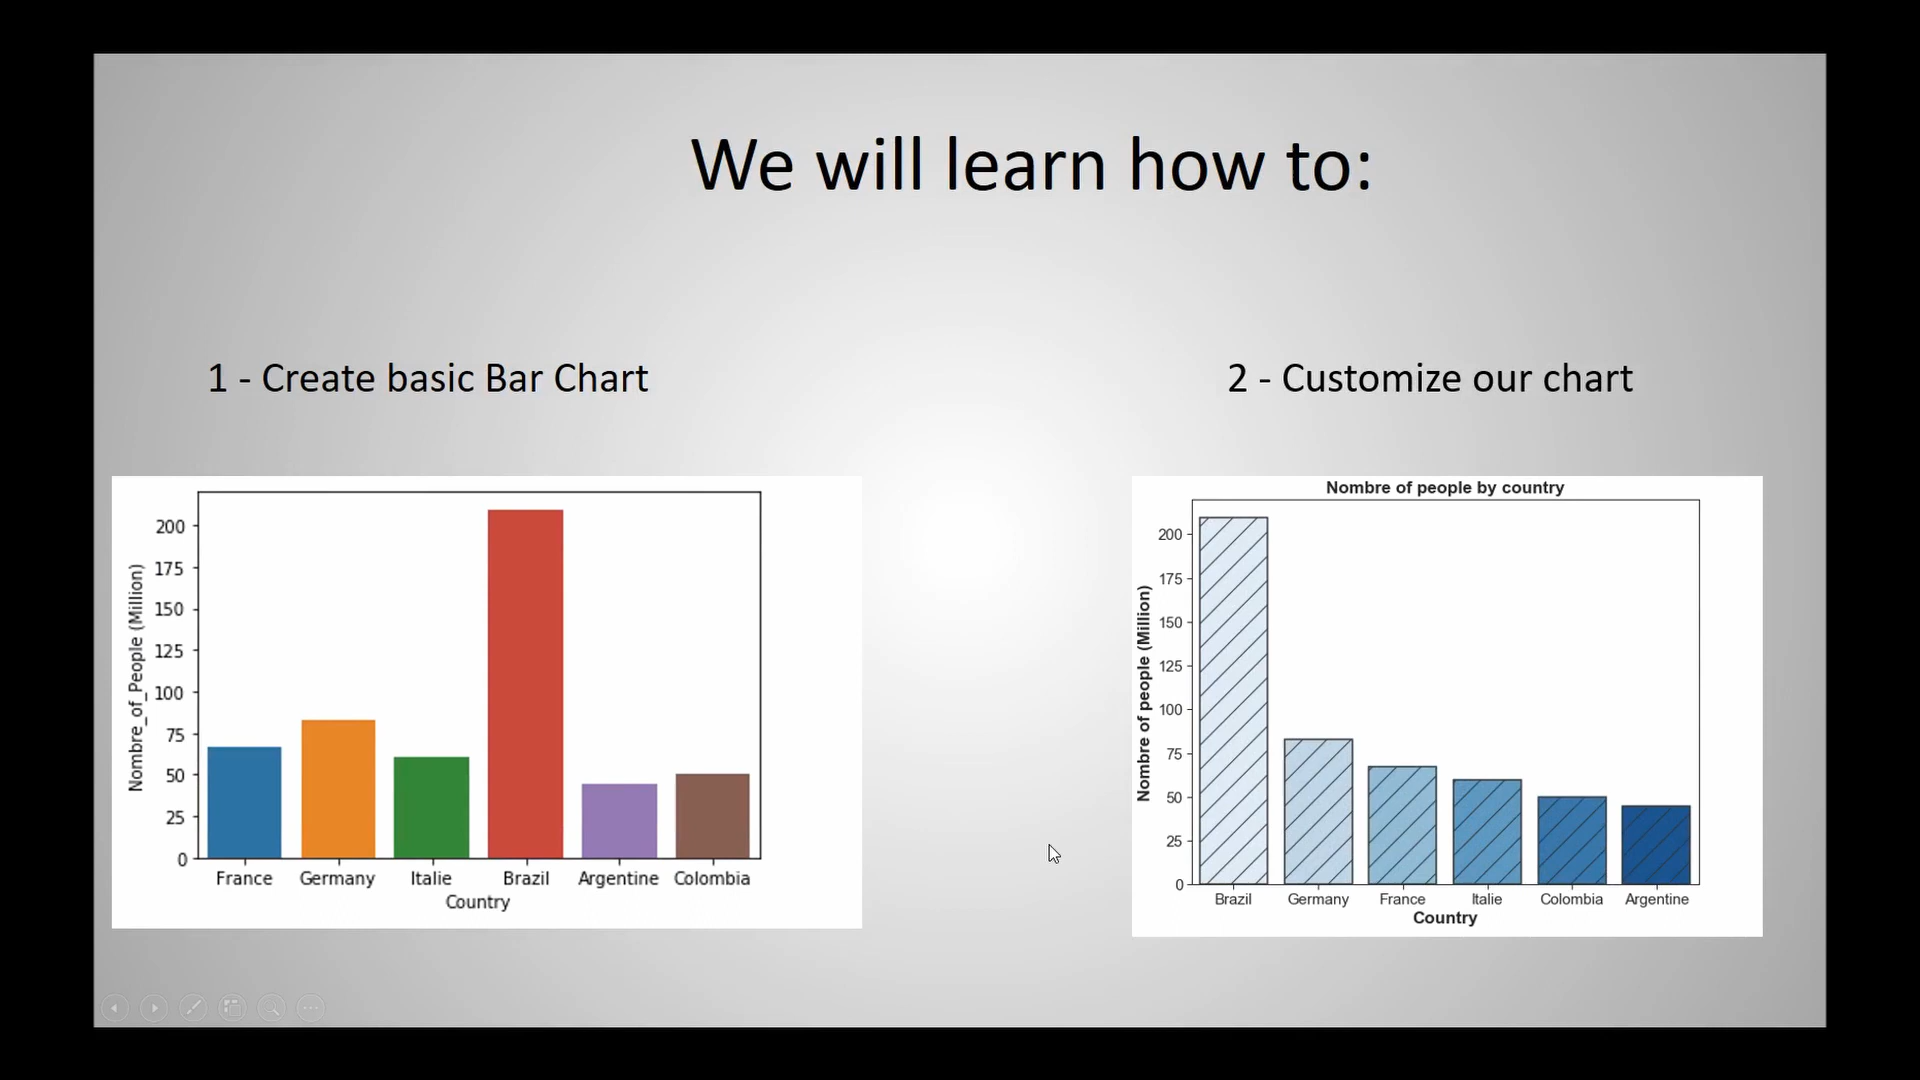 We will learn how to:
1 - Create basic Bar Chart
2 - Customize our chart
200
175
150
125
100
75
50
25
0
Nombre_of_People (Million)
France Germany Italie Brazil Argentine Colombia
Country
Nombre of people by country
200
175
150
125
100
75
50
25
0
Nombre of people (Million)
Brazil Germany France Italie Colombia Argentine
Country